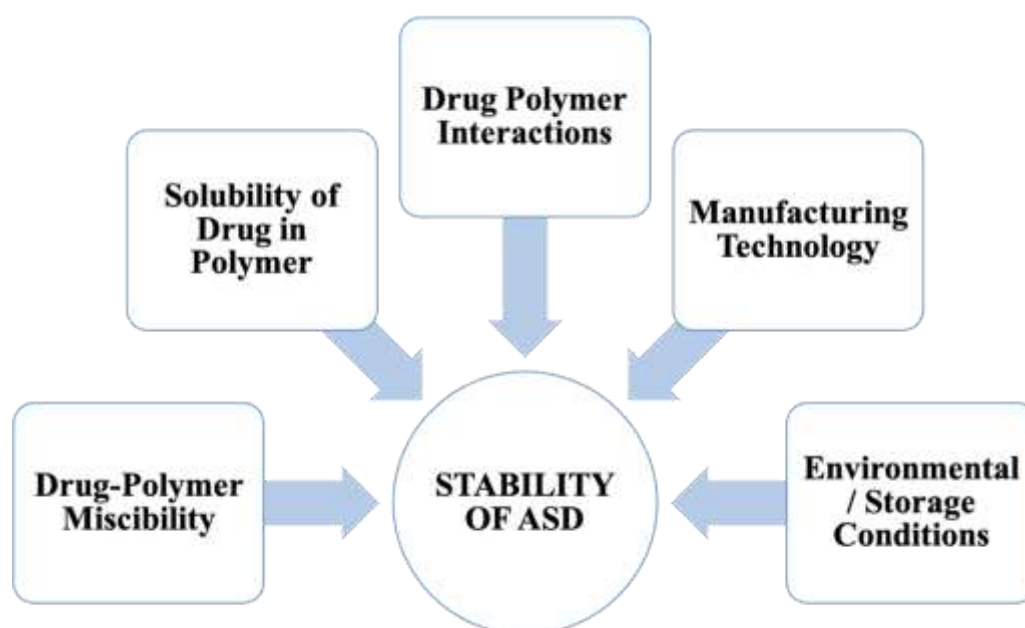 Drug-Polymer
Miscibility
Solubility of
Drug in
Polymer
Drug Polymer
Interactions
Manufacturing
Technology
Environmental
/ Storage
Conditions
STABILITY
OF ASD